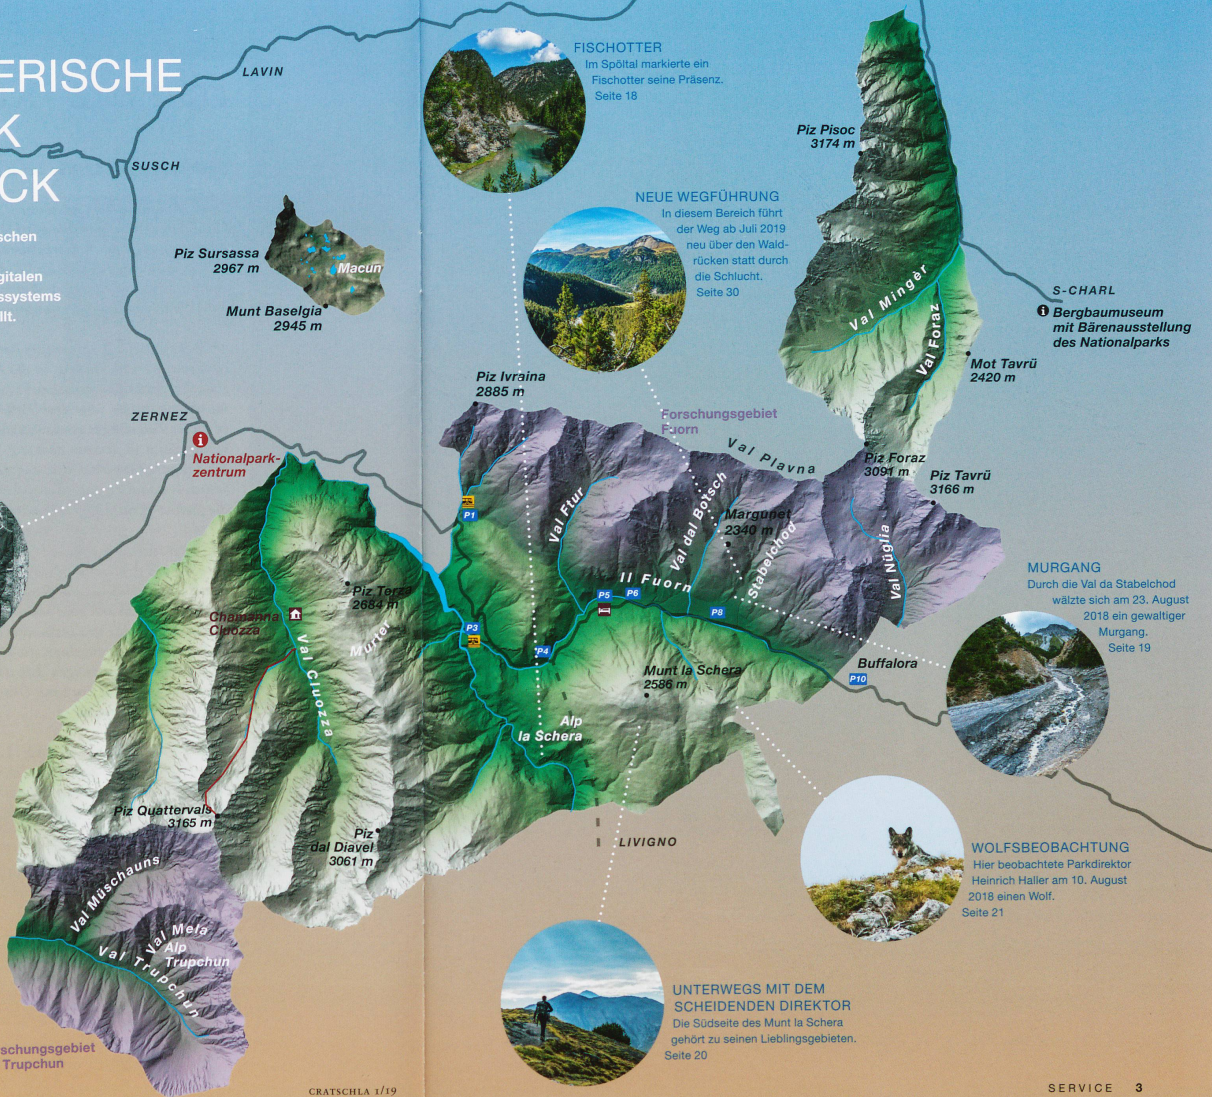 ERISCHE
K
CK
schen
gitalen
ssystems
llt.
LAVIN
SUSCH
ZERNEZ
Piz Sursassa
2967 m
Macun
Munt Baselgia
2945 m
FISCHOTTER
Im Spöltal markierte ein
Fischotter seine Präsenz.
Seite 18
NEUE WEGFÜHRUNG
In diesem Bereich führt
der Weg ab Juli 2019
neu über den Wald-
rücken statt durch
die Schlucht.
Seite 30
Piz Pisoc
3174 m
Val Mingèr
Val Foraz
S-CHARL
i Bergbaumuseum
mit Bärenausstellung
des Nationalparks
Mot Tavrü
2420 m
Piz Ivraina
2885 m
Forschungsgebiet
Fuorn
Val Plavna
Piz Foraz
3091 m
Piz Tavrü
3166 m
i
Nationalpark-
zentrum
P1
Val Ftur
Val dal Botsch
Margunet
2340 m
Stabelchod
Val Nüglia
Il Fuorn
P5
P6
P8
P3
P4
P10
Buffalora
Piz Terza
2684 m
Murter
Chamanna
Cluozza
Val Cluozza
Munt la Schera
2586 m
Alp
la Schera
MURGANG
Durch die Val da Stabelchod
wälzte sich am 23. August
2018 ein gewaltiger
Murgang.
Seite 19
Piz Quattervals
3165 m
Piz
dal Diavel
3061 m
LIVIGNO
WOLFSBEOBACHTUNG
Hier beobachtete Parkdirektor
Heinrich Haller am 10. August
2018 einen Wolf.
Seite 21
Val Müschauns
Val Mela
Alp
Trupchun
Val Trupchun
schungsgebiet
Trupchun
UNTERWEGS MIT DEM
SCHEIDENDEN DIREKTOR
Die Südseite des Munt la Schera
gehört zu seinen Lieblingsgebieten.
Seite 20
CRATSCHLA 1/19
SERVICE 3